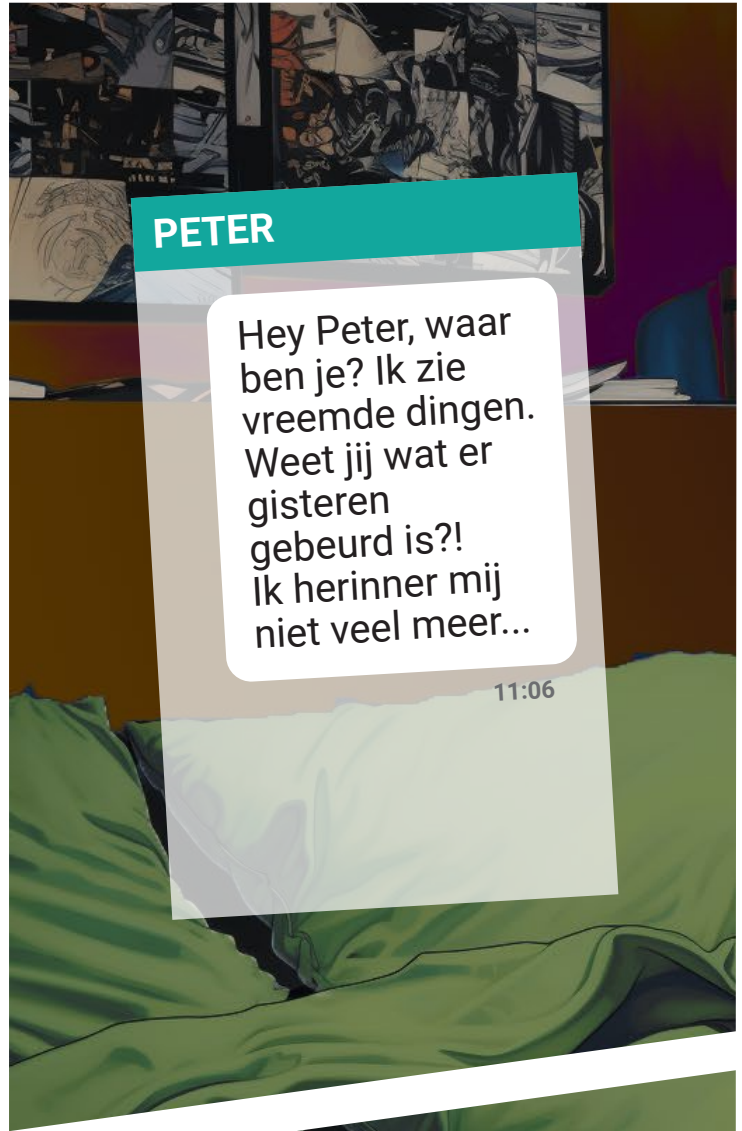 PETER
Hey Peter, waar
ben je? Ik zie
vreemde dingen.
Weet jij wat er
gisteren
gebeurd is?!
Ik herinner mij
niet veel meer...
11:06